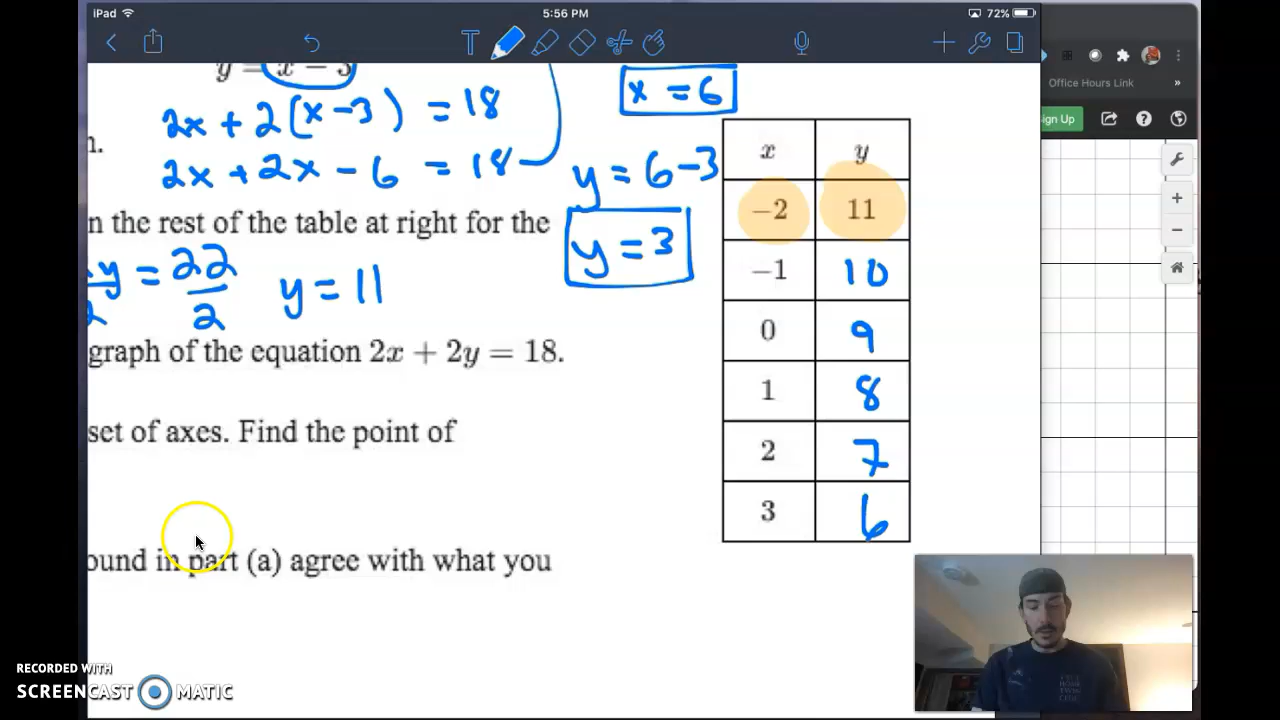 iPad 5:56 PM 72%
T
y = x − 3
x = 6
Office Hours Link »
Sign Up
2x + 2(x-3) = 18
m.
2x + 2x - 6 = 18
y = 6-3
n the rest of the table at right for the
y = 3
y = 22
2 2
y = 11
graph of the equation 2x + 2y = 18.
set of axes. Find the point of
ound in part (a) agree with what you
x y
−2 11
−1 10
0 9
1 8
2 7
3 6
RECORDED WITH
SCREENCAST MATIC